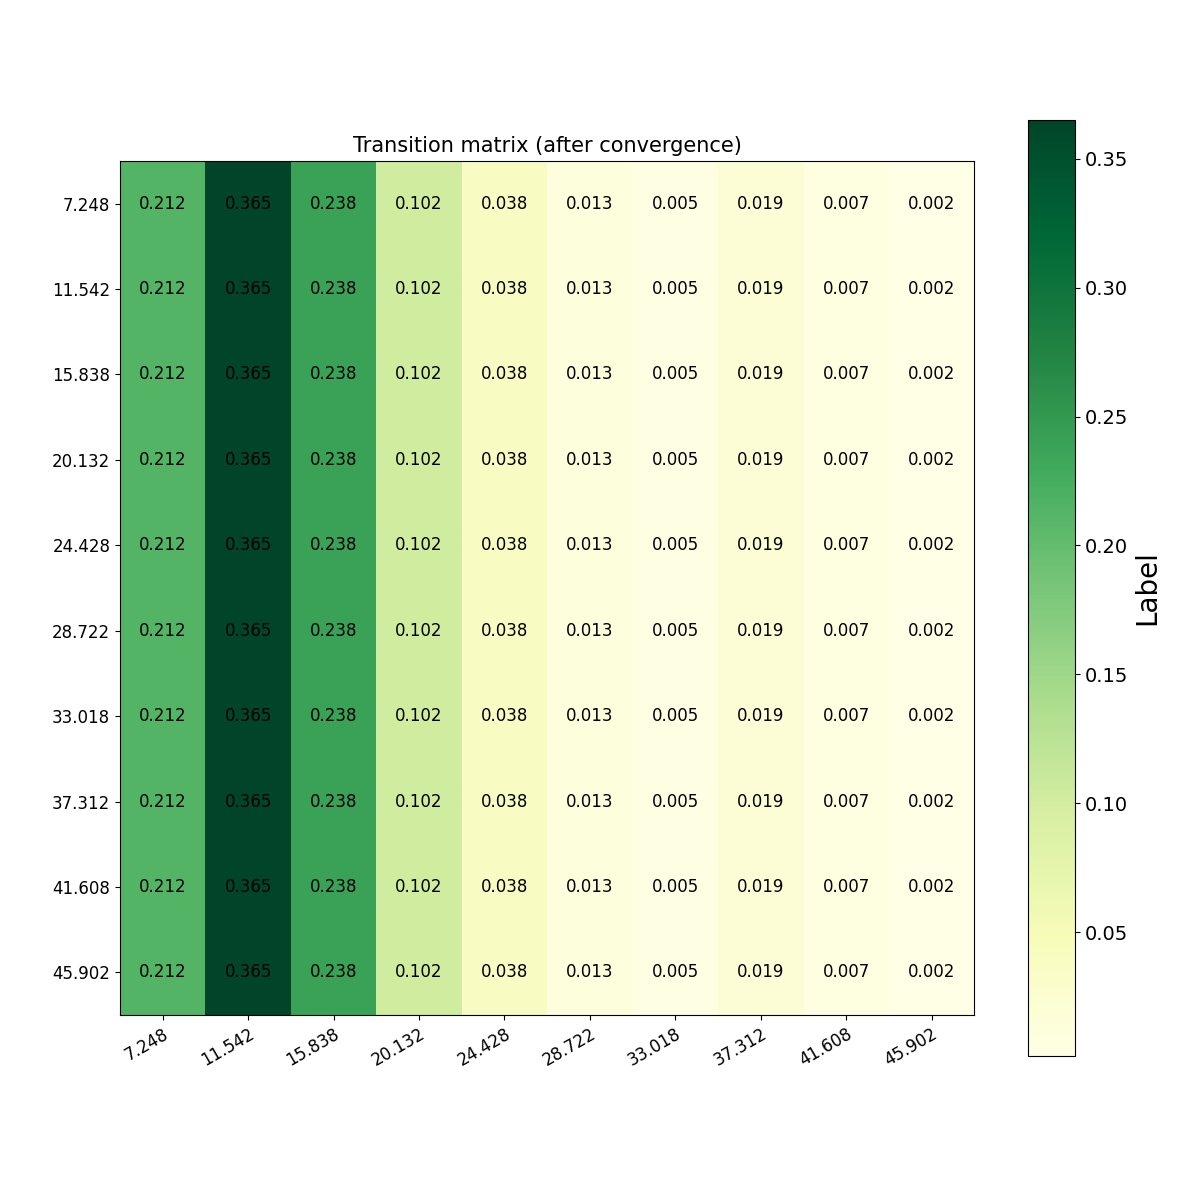 Transition matrix (after convergence)
7.248 0.212 0.365 0.238 0.102 0.038 0.013 0.005 0.019 0.007 0.002
11.542 0.212 0.365 0.238 0.102 0.038 0.013 0.005 0.019 0.007 0.002
15.838 0.212 0.365 0.238 0.102 0.038 0.013 0.005 0.019 0.007 0.002
20.132 0.212 0.365 0.238 0.102 0.038 0.013 0.005 0.019 0.007 0.002
24.428 0.212 0.365 0.238 0.102 0.038 0.013 0.005 0.019 0.007 0.002
28.722 0.212 0.365 0.238 0.102 0.038 0.013 0.005 0.019 0.007 0.002
33.018 0.212 0.365 0.238 0.102 0.038 0.013 0.005 0.019 0.007 0.002
37.312 0.212 0.365 0.238 0.102 0.038 0.013 0.005 0.019 0.007 0.002
41.608 0.212 0.365 0.238 0.102 0.038 0.013 0.005 0.019 0.007 0.002
45.902 0.212 0.365 0.238 0.102 0.038 0.013 0.005 0.019 0.007 0.002
7.248 11.542 15.838 20.132 24.428 28.722 33.018 37.312 41.608 45.902
0.35
0.30
0.25
0.20
0.15
0.10
0.05
Label